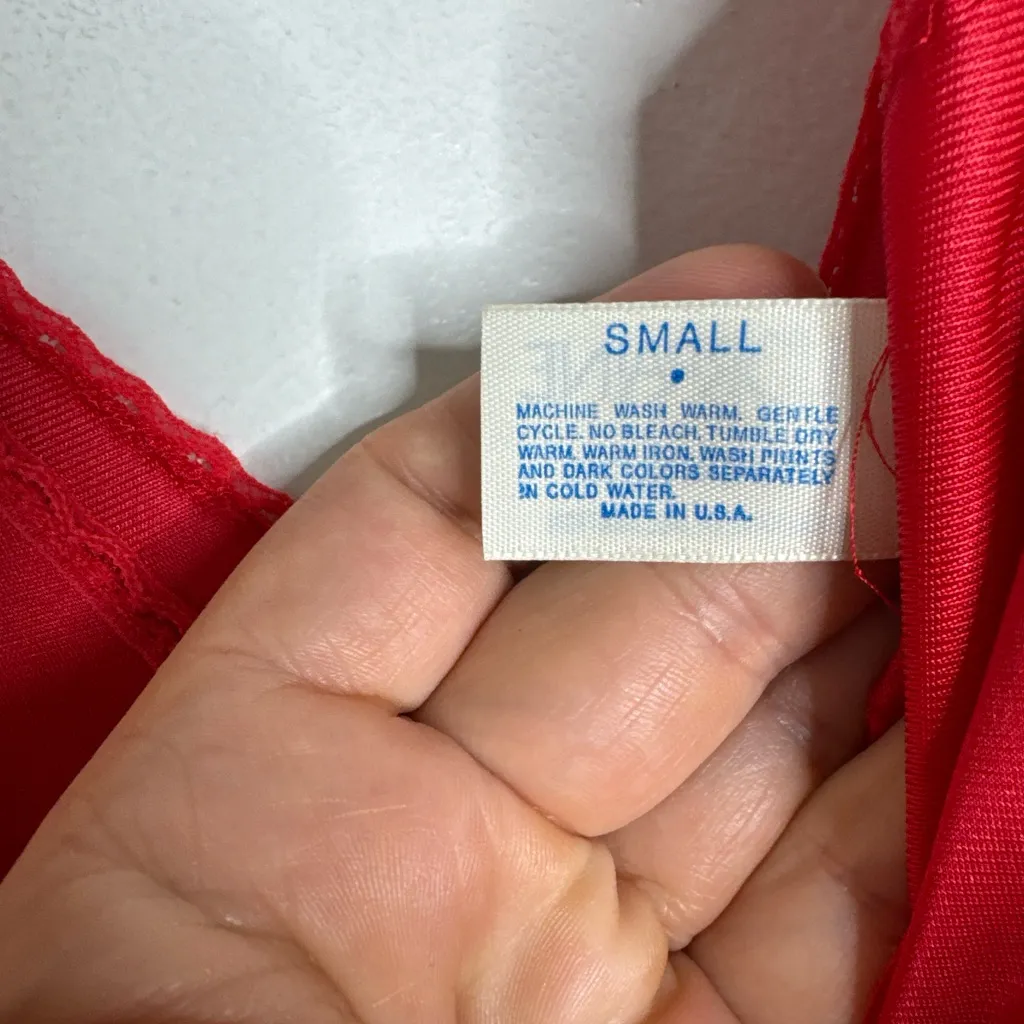 SMALL
•
MACHINE WASH WARM, GENTLE
CYCLE. NO BLEACH. TUMBLE DRY
WARM. WARM IRON. WASH PRINTS
AND DARK COLORS SEPARATELY
IN COLD WATER.
MADE IN U.S.A.